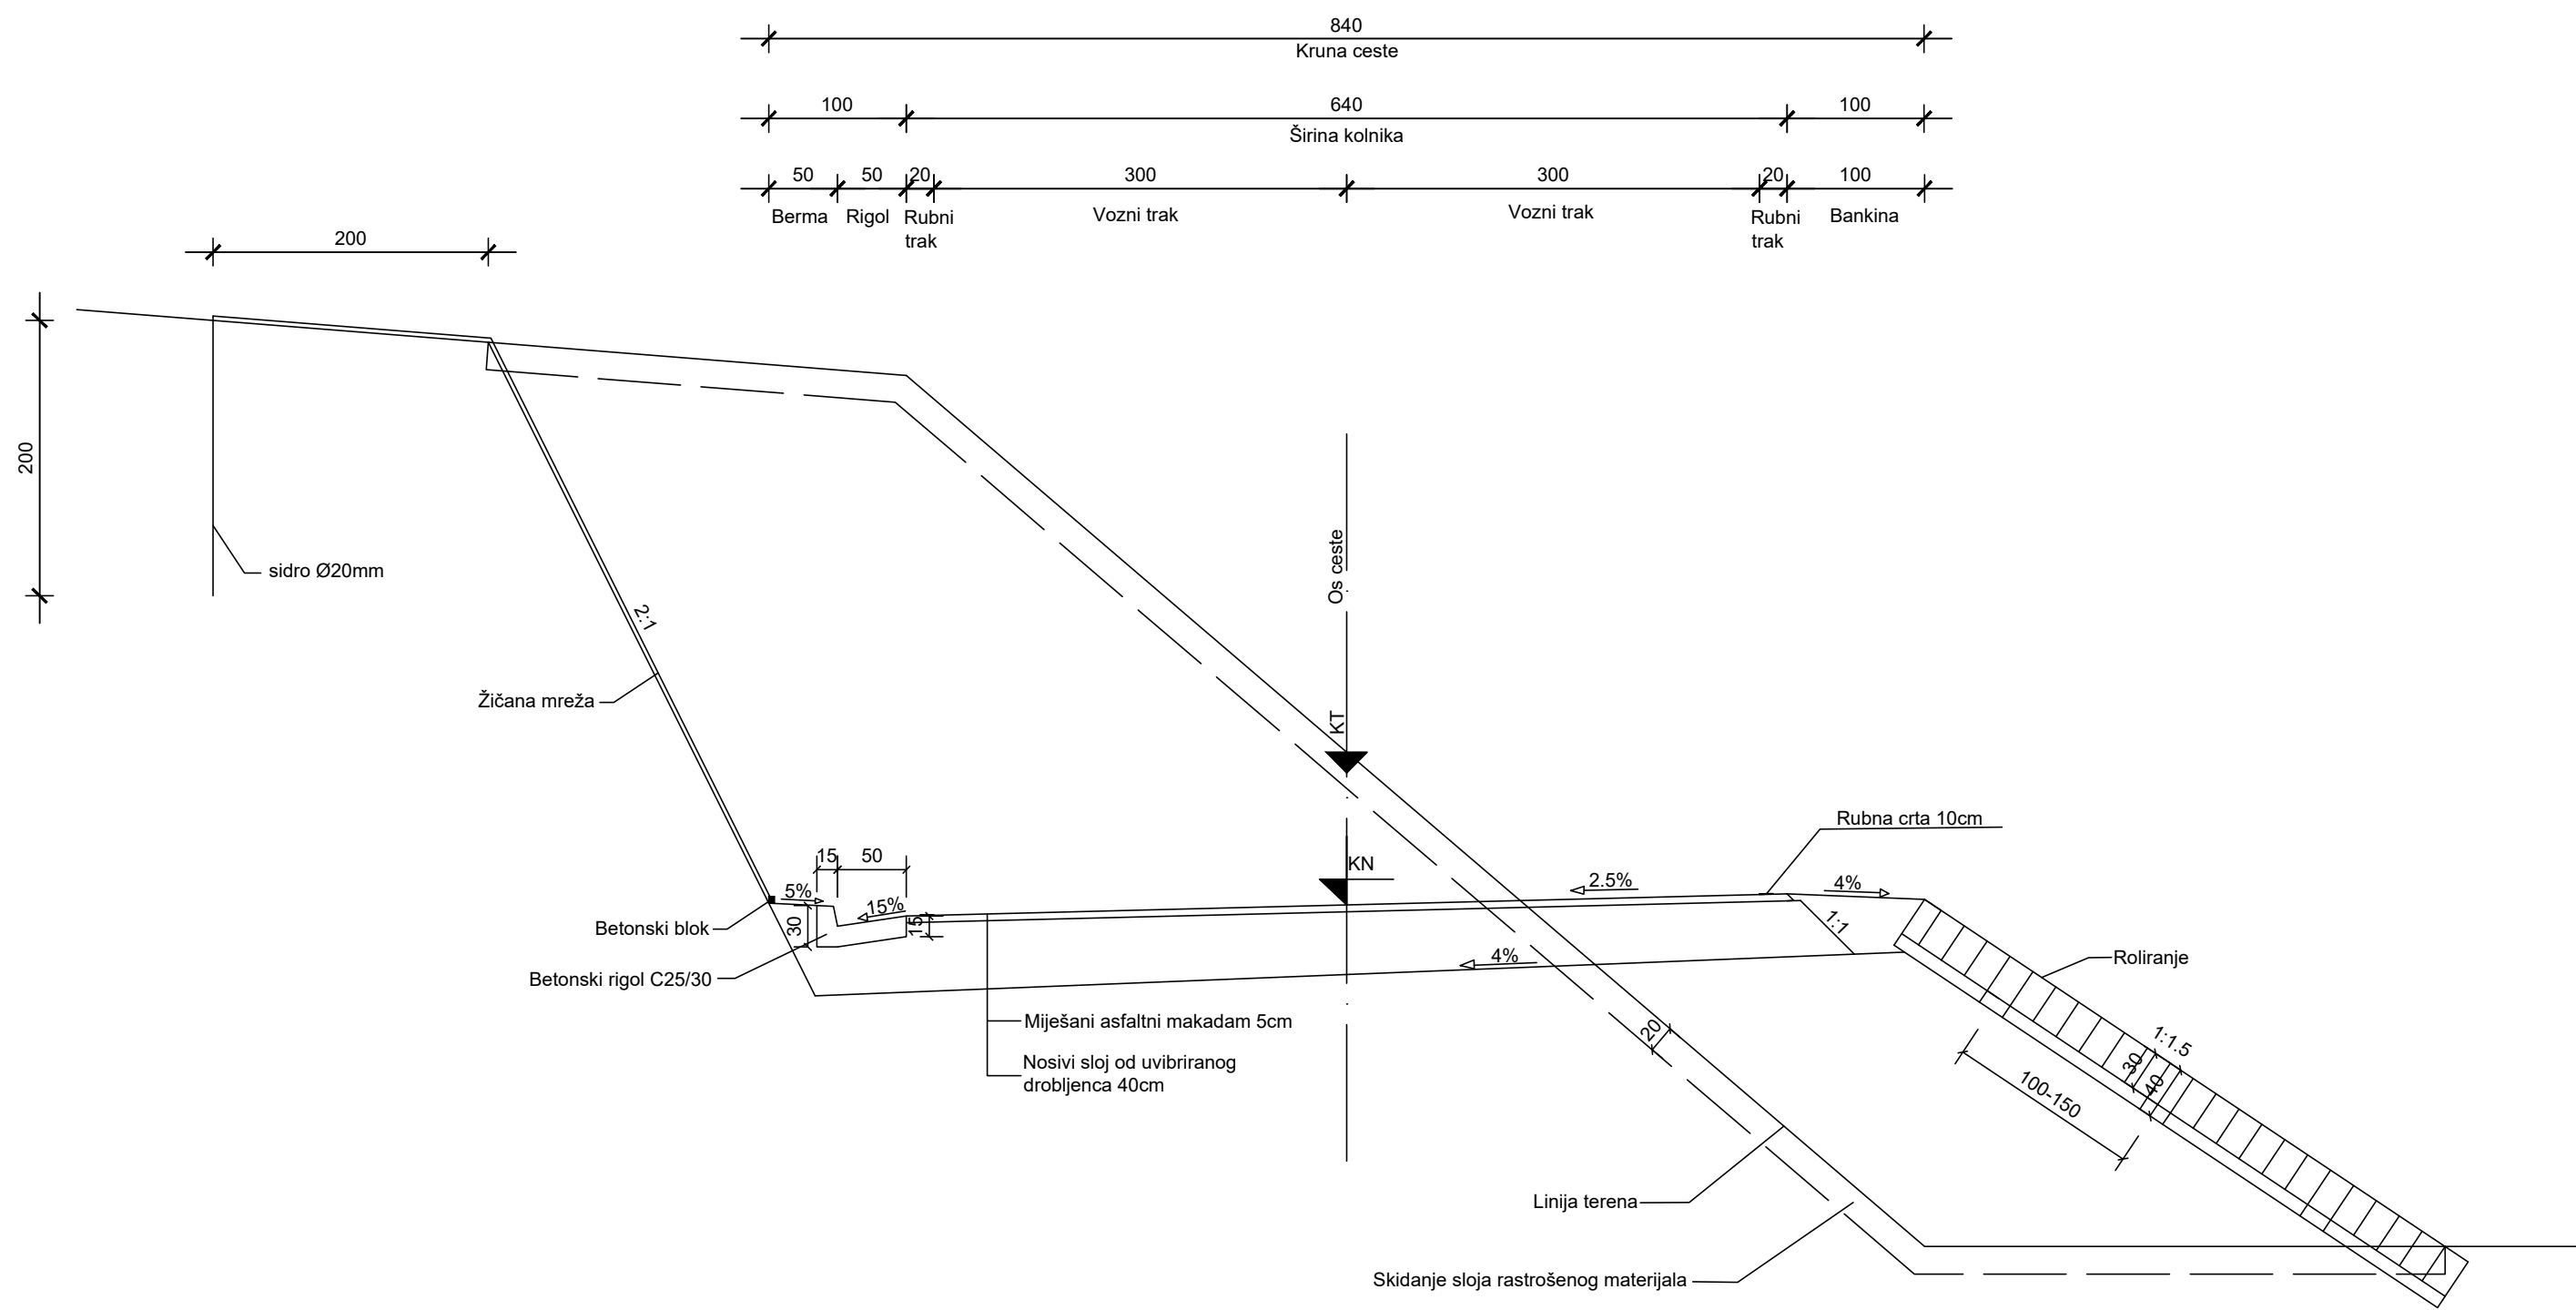 840
Kruna ceste
100
640
100
Širina kolnika
50
50
20
300
300
20
100
Berma
Rigol
Rubni
trak
Vozni trak
Vozni trak
Rubni
trak
Bankina
200
200
sidro Ø20mm
2:1
Žičana mreža
Os ceste
KT
KN
Rubna crta 10cm
15
50
5%
15%
30
15
2.5%
4%
1:1
4%
Betonski blok
Betonski rigol C25/30
Roliranje
Miješani asfaltni makadam 5cm
Nosivi sloj od uvibriranog
drobljenca 40cm
20
1:1.5
30
40
100-150
Linija terena
Skidanje sloja rastrošenog materijala